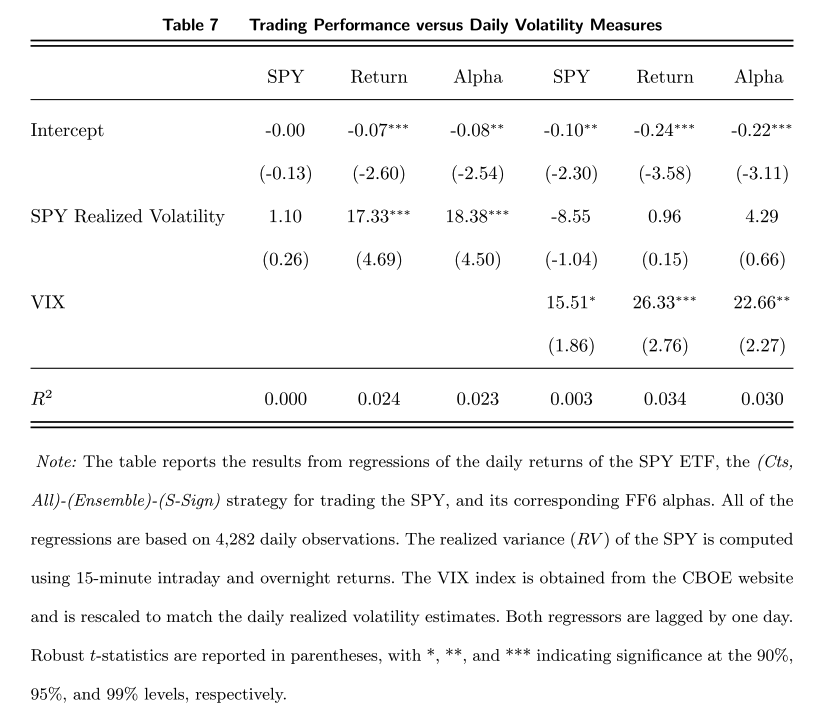 Table 7 Trading Performance versus Daily Volatility Measures
SPY Return Alpha SPY Return Alpha
Intercept -0.00 -0.07*** -0.08** -0.10** -0.24*** -0.22***
(-0.13) (-2.60) (-2.54) (-2.30) (-3.58) (-3.11)
SPY Realized Volatility 1.10 17.33*** 18.38*** -8.55 0.96 4.29
(0.26) (4.69) (4.50) (-1.04) (0.15) (0.66)
VIX 15.51* 26.33*** 22.66**
(1.86) (2.76) (2.27)
R² 0.000 0.024 0.023 0.003 0.034 0.030
Note: The table reports the results from regressions of the daily returns of the SPY ETF, the (Cts,
All)-(Ensemble)-(S-Sign) strategy for trading the SPY, and its corresponding FF6 alphas. All of the
regressions are based on 4,282 daily observations. The realized variance (RV) of the SPY is computed
using 15-minute intraday and overnight returns. The VIX index is obtained from the CBOE website
and is rescaled to match the daily realized volatility estimates. Both regressors are lagged by one day.
Robust t-statistics are reported in parentheses, with *, **, and *** indicating significance at the 90%,
95%, and 99% levels, respectively.